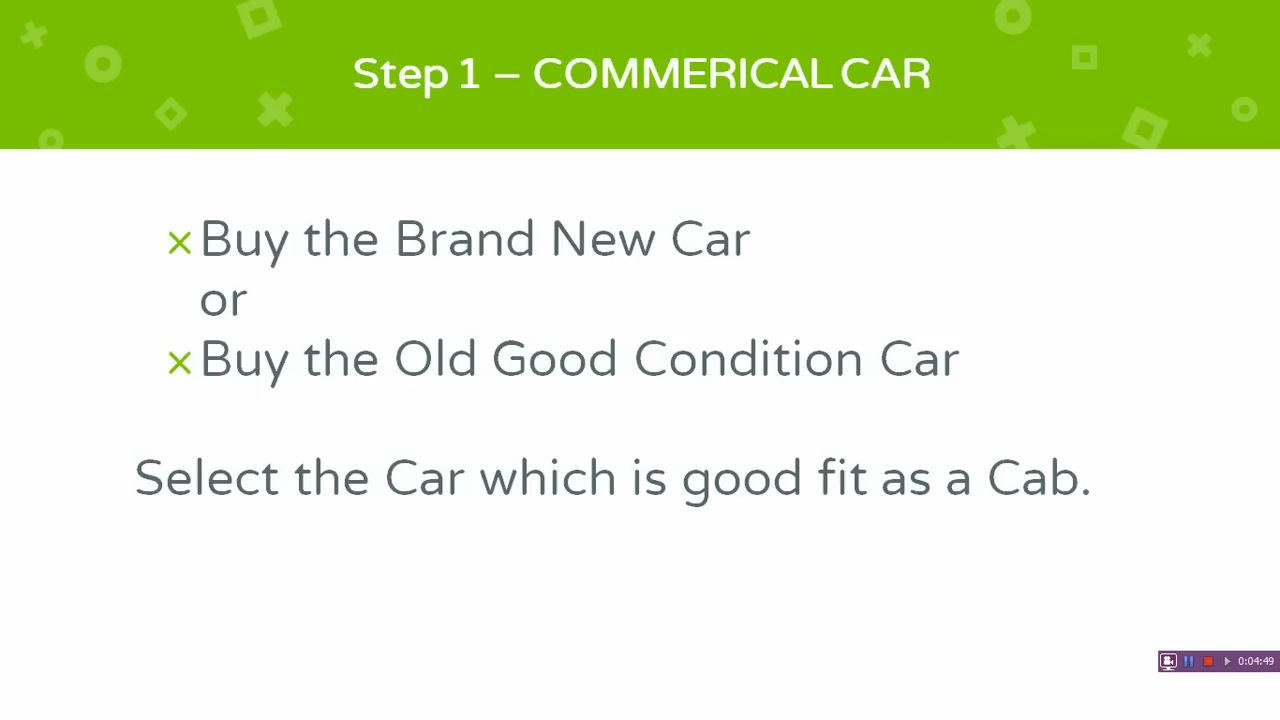 Step 1 – COMMERICAL CAR
Buy the Brand New Car
or
Buy the Old Good Condition Car
Select the Car which is good fit as a Cab.
0:04:49